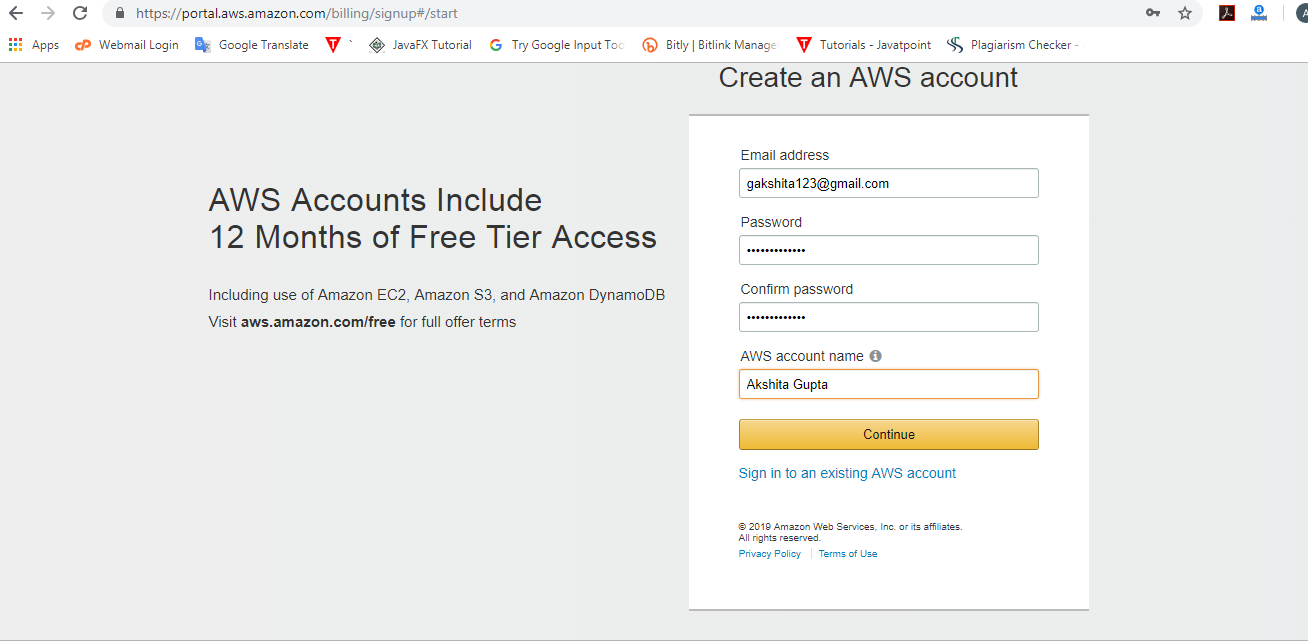 https://portal.aws.amazon.com/billing/signup#/start
Apps Webmail Login Google Translate ` JavaFX Tutorial Try Google Input Too Bitly | Bitlink Manage Tutorials - Javatpoint Plagiarism Checker -
Create an AWS account
AWS Accounts Include
12 Months of Free Tier Access
Including use of Amazon EC2, Amazon S3, and Amazon DynamoDB
Visit aws.amazon.com/free for full offer terms
Email address
gakshita123@gmail.com
Password
•••••••••••••
Confirm password
•••••••••••••
AWS account name
Akshita Gupta
Continue
Sign in to an existing AWS account
© 2019 Amazon Web Services, Inc. or its affiliates.
All rights reserved.
Privacy Policy | Terms of Use